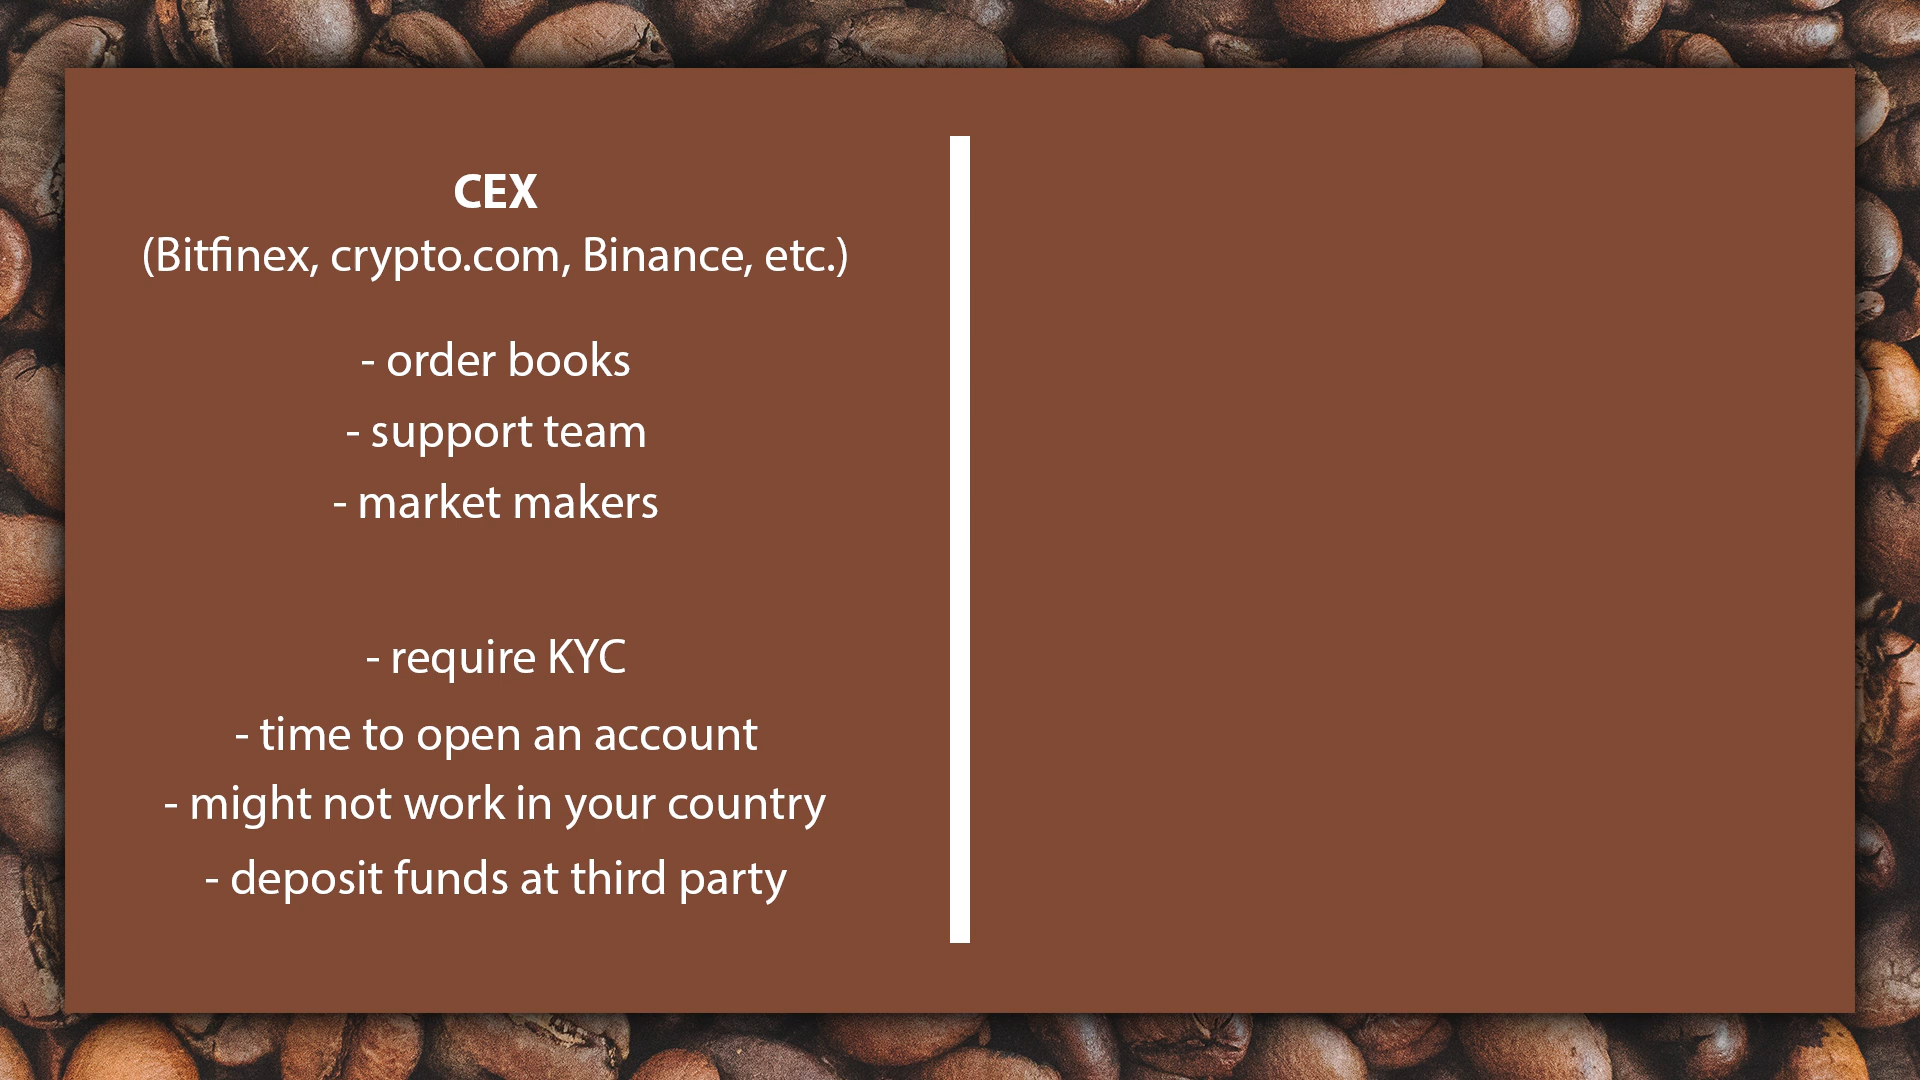 CEX
(Bitfinex, crypto.com, Binance, etc.)
- order books
- support team
- market makers
- require KYC
- time to open an account
- might not work in your country
- deposit funds at third party